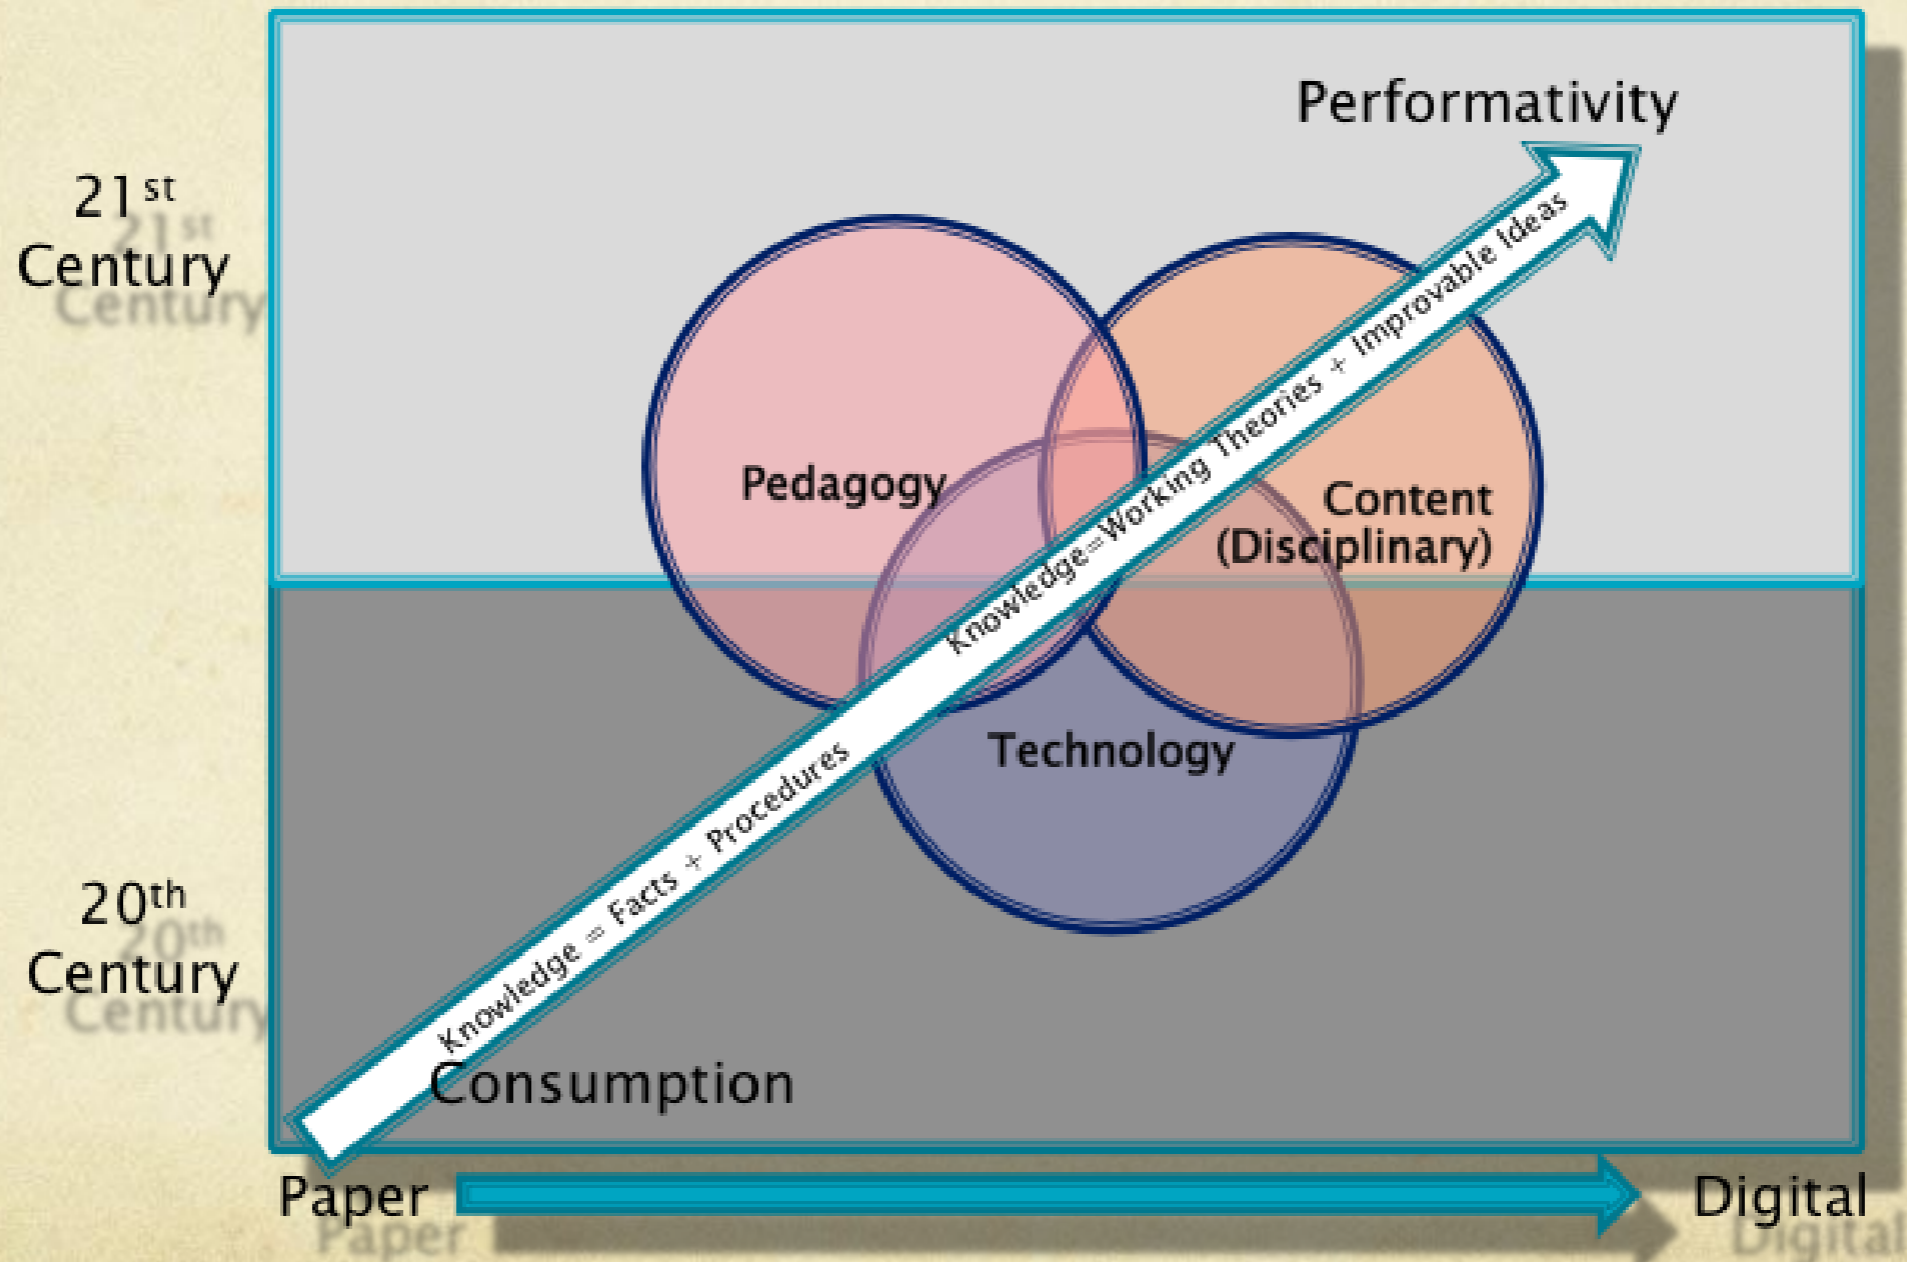 Performativity
21st
Century
Knowledge=Working Theories + Improvable Ideas
Pedagogy
Content
(Disciplinary)
Technology
Knowledge = Facts + Procedures
20th
Century
Consumption
Paper
Digital